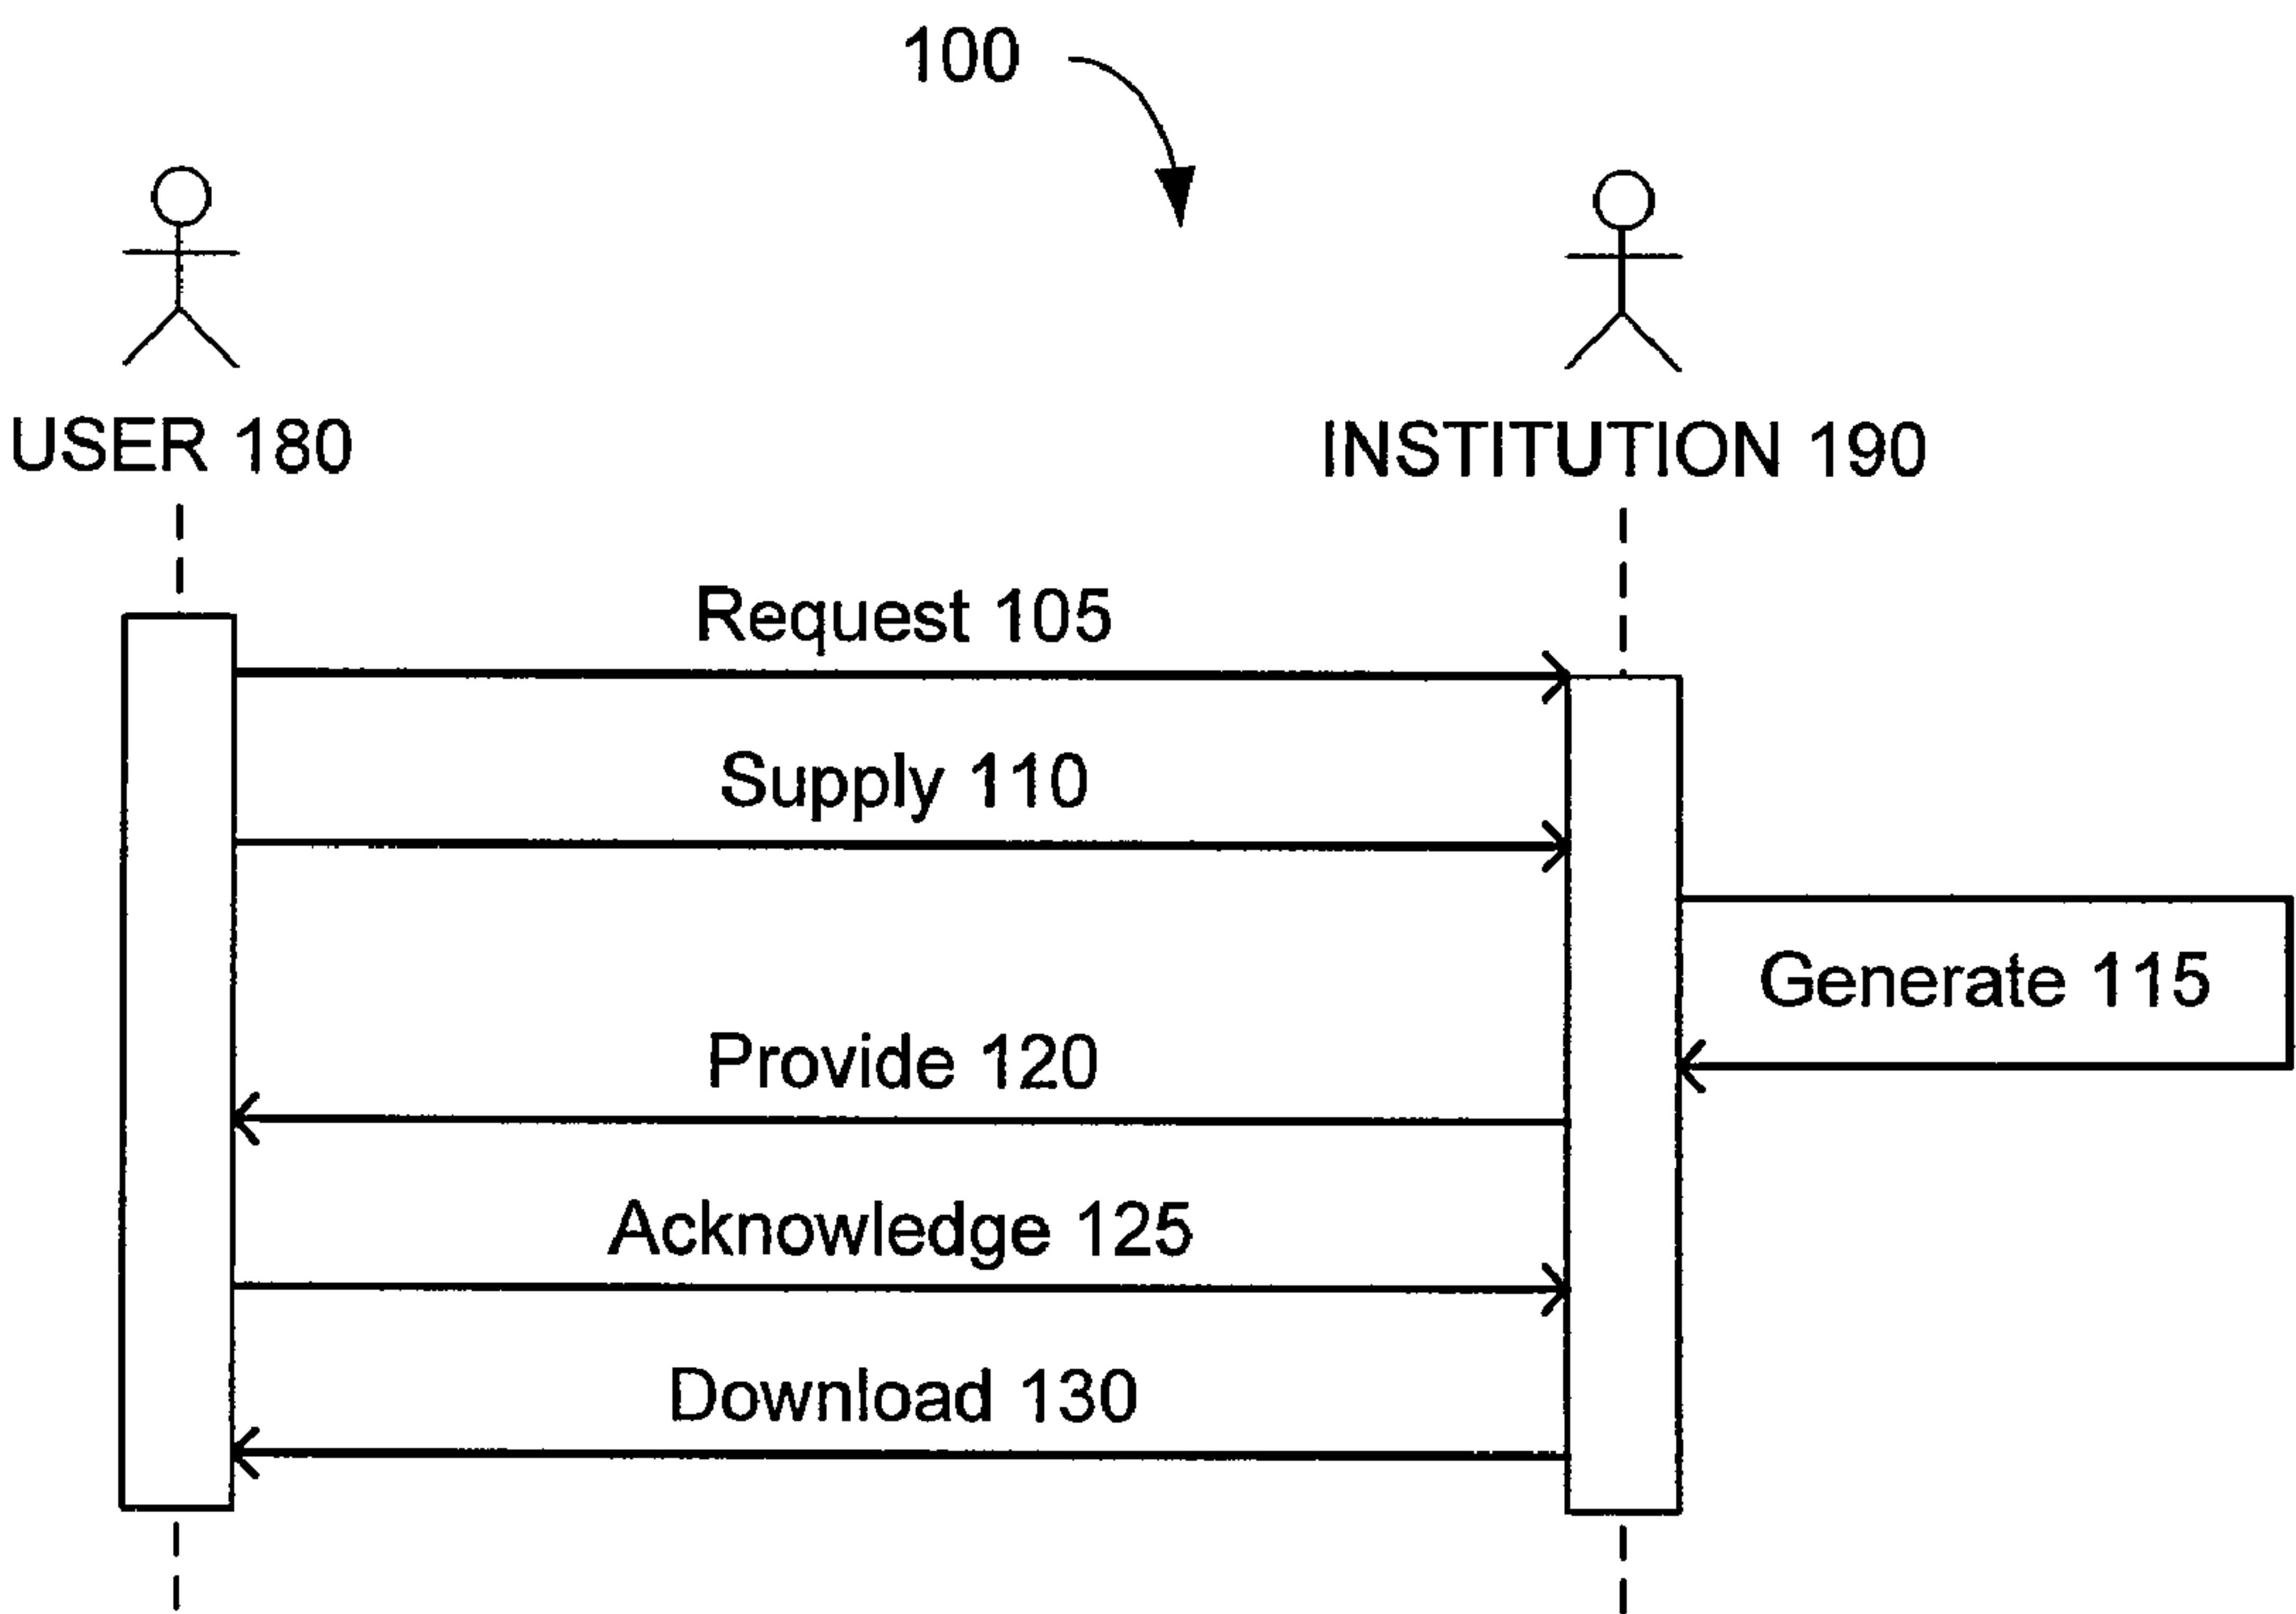 100
USER 180
INSTITUTION 190
Request 105
Supply 110
Generate 115
Provide 120
Acknowledge 125
Download 130